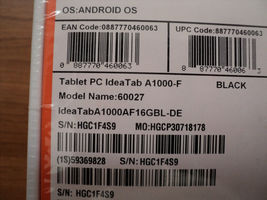 OS:ANDROID OS
EAN Code:0887770460063
UPC Code:887770460063
0 887770 460063
8 87770 46006 3
Tablet PC IdeaTab A1000-F BLACK
Model Name:60027
ideaTabA1000AF16GBL-DE
S/N:HGC1F4S9 MO:HGCP30718178
(1S)59369828 S/N:HGC1F4S9
S/N:HGC1F4S9